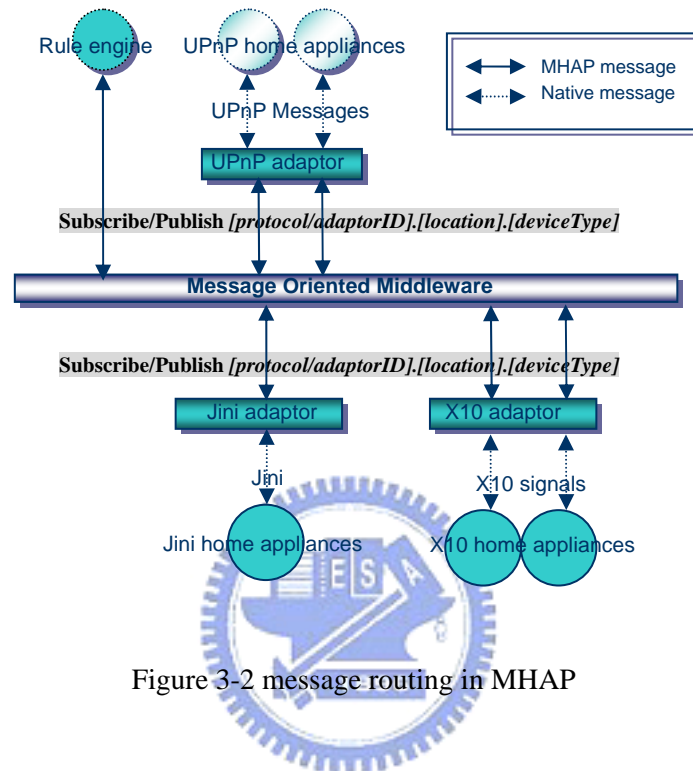 Rule engine
UPnP home appliances
MHAP message
Native message
UPnP Messages
UPnP adaptor
Subscribe/Publish [protocol/adaptorID].[location].[deviceType]
Message Oriented Middleware
Subscribe/Publish [protocol/adaptorID].[location].[deviceType]
Jini adaptor
X10 adaptor
Jini
X10 signals
Jini home appliances
X10 home appliances
E S A
Figure 3-2 message routing in MHAP